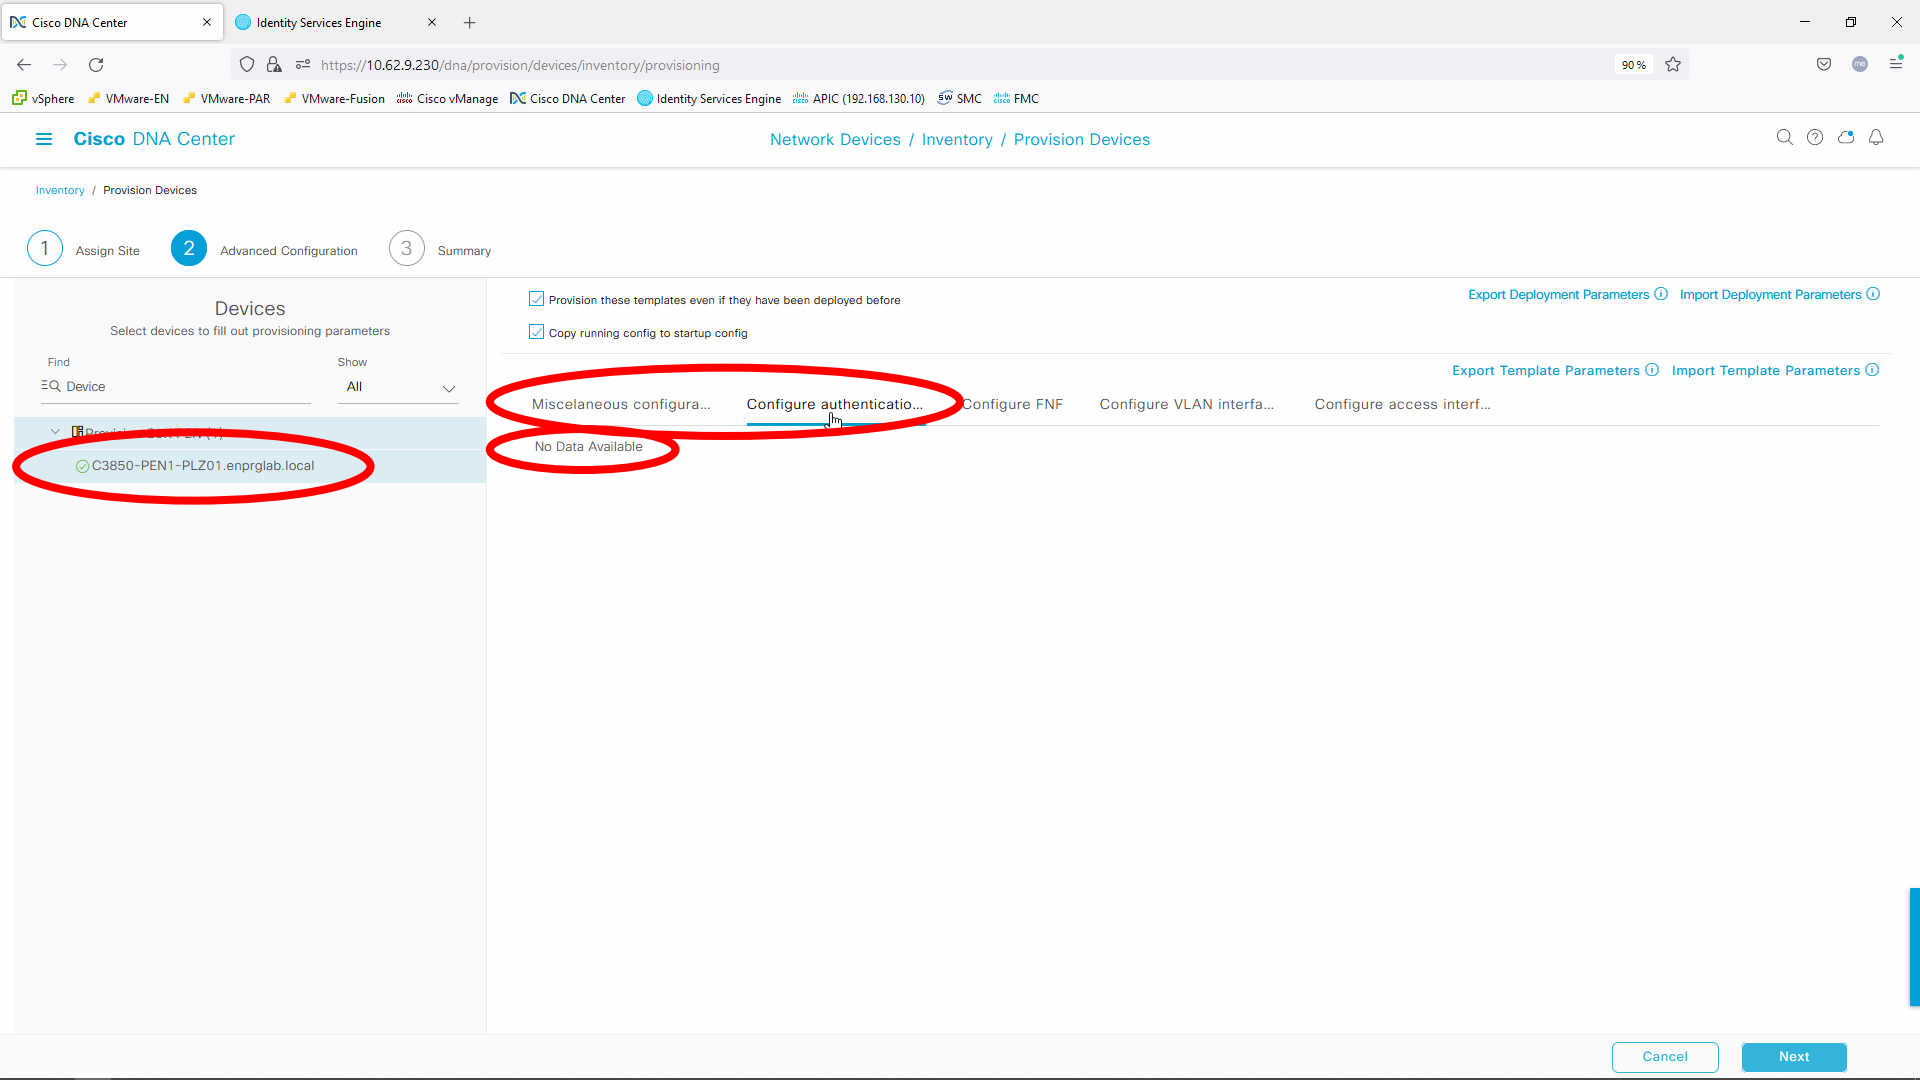 Cisco DNA Center
Identity Services Engine
https://10.62.9.230/dna/provision/devices/inventory/provisioning
90 %
vSphere VMware-EN VMware-PAR VMware-Fusion Cisco vManage Cisco DNA Center Identity Services Engine APIC (192.168.130.10) SMC FMC
Cisco DNA Center
Network Devices / Inventory / Provision Devices
Inventory / Provision Devices
1 Assign Site 2 Advanced Configuration 3 Summary
Devices
Select devices to fill out provisioning parameters
Find Show
Device All
C3850-PEN1-PLZ01.enprglab.local
Provision these templates even if they have been deployed before
Export Deployment Parameters Import Deployment Parameters
Copy running config to startup config
Export Template Parameters Import Template Parameters
Miscelaneous configura... Configure authenticatio... Configure FNF Configure VLAN interfa... Configure access interf...
No Data Available
Cancel Next